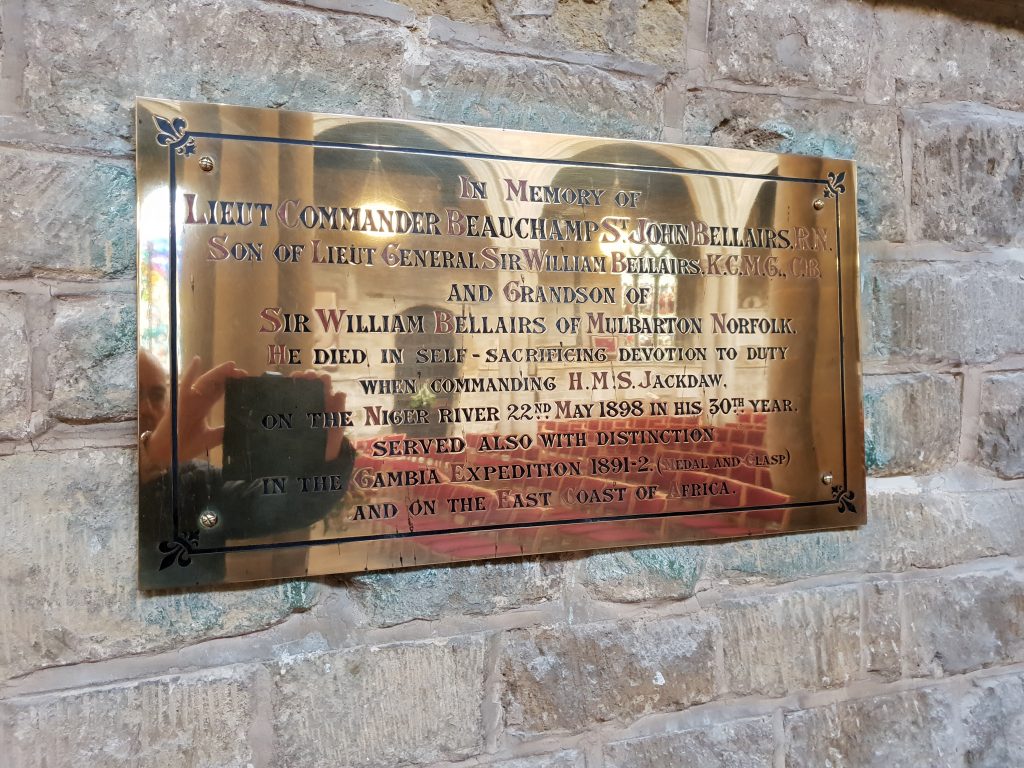 In Memory of
Lieut Commander Beauchamp St. John Bellairs, R.N.
Son of Lieut General Sir William Bellairs, K.C.M.G., C.B.
and Grandson of
Sir William Bellairs of Mulbarton Norfolk.
He died in self-sacrificing devotion to duty
when commanding H.M.S. Jackdaw.
on the Niger river 22nd May 1898 in his 30th year.
served also with distinction
in the Gambia Expedition 1891-2. (Medal and Clasp)
and on the East Coast of Africa.